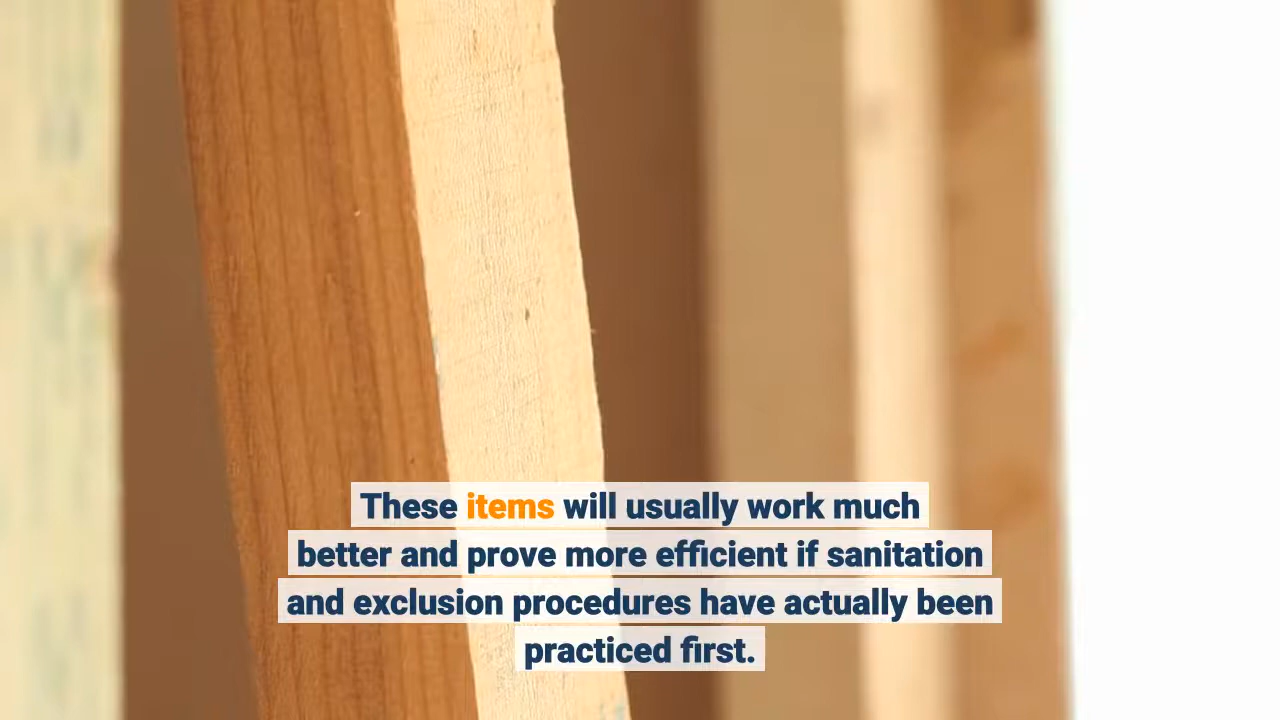 These items will usually work much
better and prove more efficient if sanitation
and exclusion procedures have actually been
practiced first.